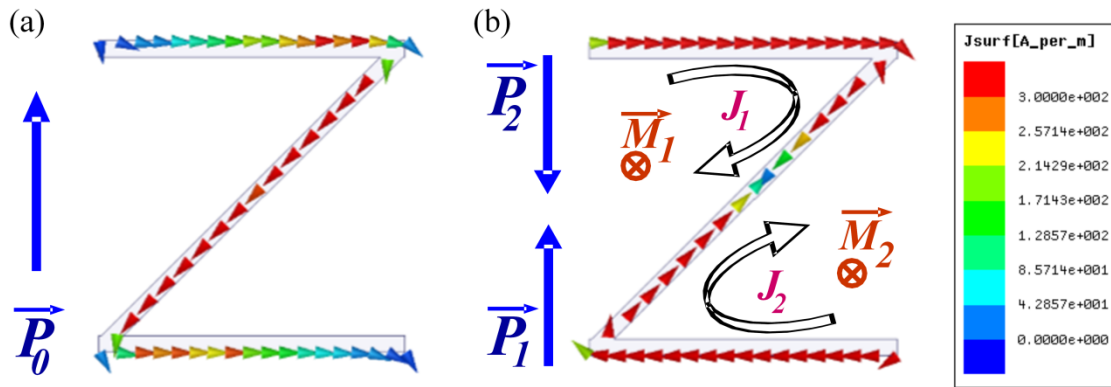 (a)
P0
(b)
P2
P1
M1
J1
M2
J2
Jsurf[A_per_m]
3.0000e+002
2.5714e+002
2.1429e+002
1.7143e+002
1.2857e+002
8.5714e+001
4.2857e+001
0.0000e+000